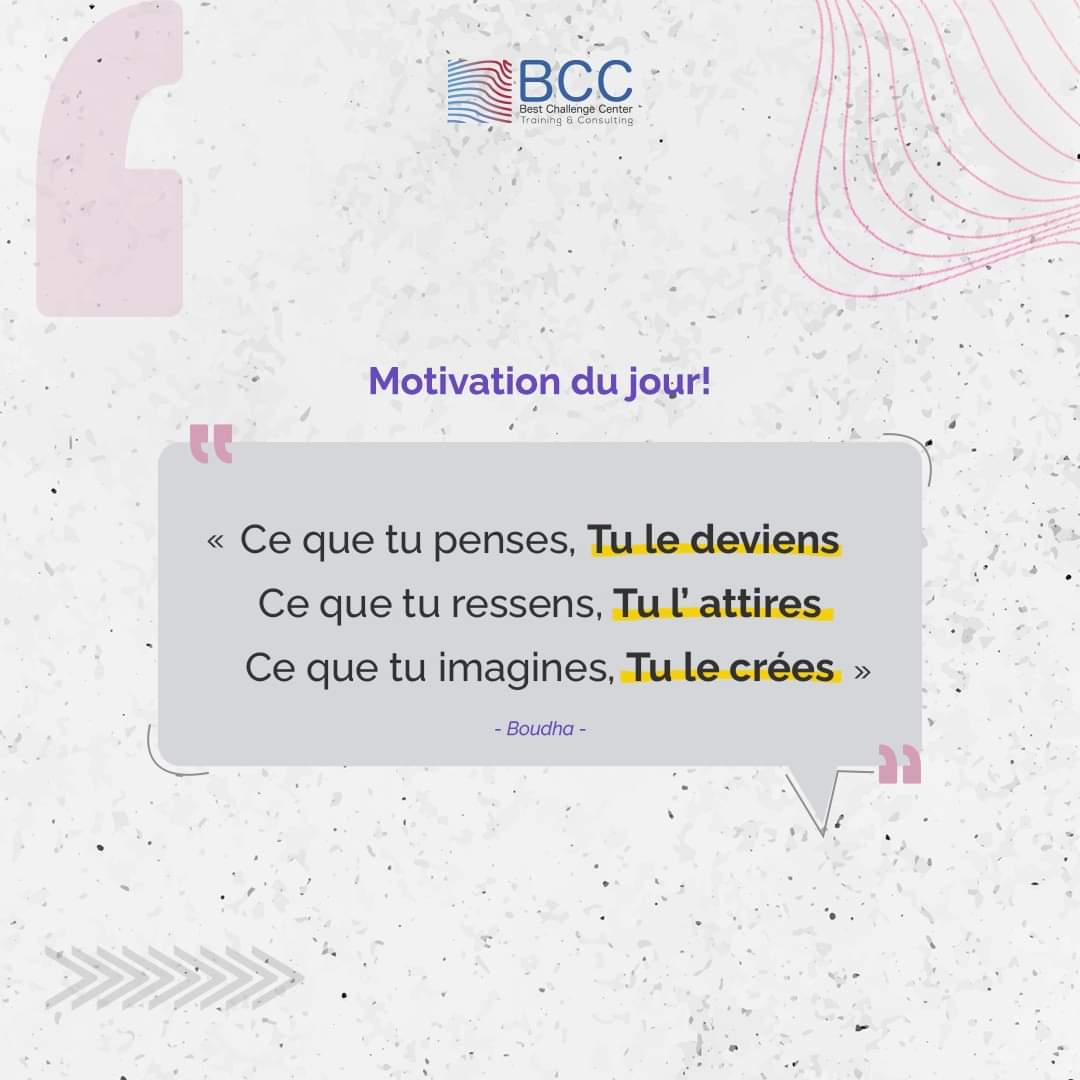 BCC
Best Challenge Center
Training & Consulting
Motivation du jour!
« Ce que tu penses, Tu le deviens
Ce que tu ressens, Tu l’ attires
Ce que tu imagines, Tu le crées »
- Boudha -